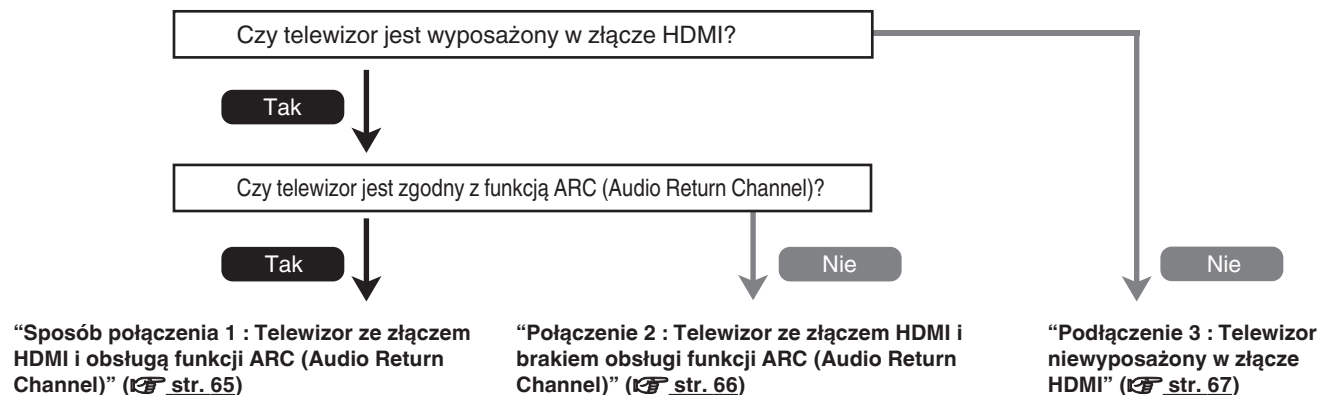 Czy telewizor jest wyposażony w złącze HDMI?
Tak
Czy telewizor jest zgodny z funkcją ARC (Audio Return Channel)?
Tak
Nie
Nie
“Sposób połączenia 1 : Telewizor ze złączem
HDMI i obsługą funkcji ARC (Audio Return
Channel)” (☞ str. 65)
“Połączenie 2 : Telewizor ze złączem HDMI i
brakiem obsługi funkcji ARC (Audio Return
Channel)” (☞ str. 66)
“Podłączenie 3 : Telewizor
niewyposażony w złącze
HDMI” (☞ str. 67)